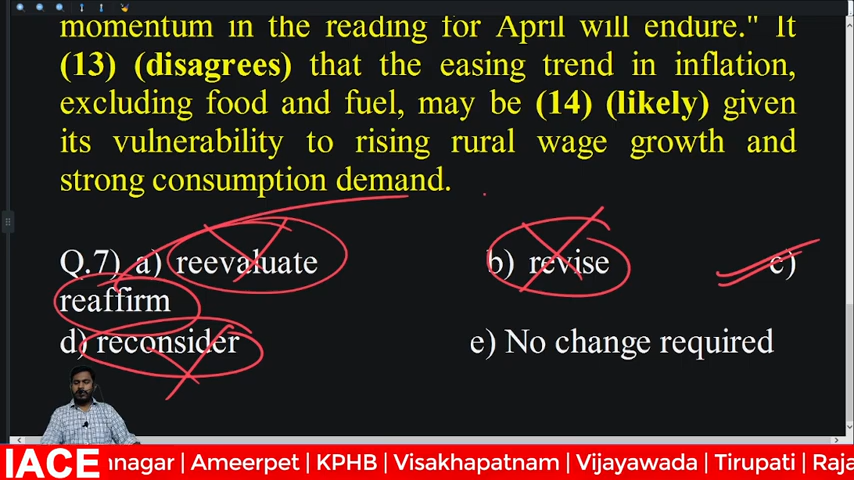 momentum in the reading for April will endure." It
(13) (disagrees) that the easing trend in inflation,
excluding food and fuel, may be (14) (likely) given
its vulnerability to rising rural wage growth and
strong consumption demand.
Q.7) a) reevaluate b) revise c)
reaffirm
d) reconsider e) No change required
IACE nnagar | Ameerpet | KPHB | Visakhapatnam | Vijayawada | Tirupati | Raja